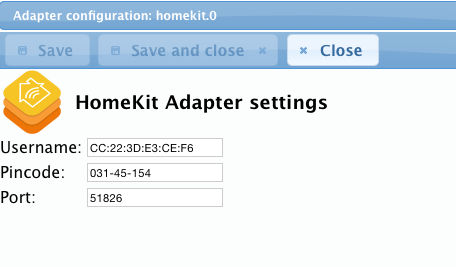 Adapter configuration: homekit.0
Save Save and close Close
HomeKit Adapter settings
Username: CC:22:3D:E3:CE:F6
Pincode: 031-45-154
Port: 51826